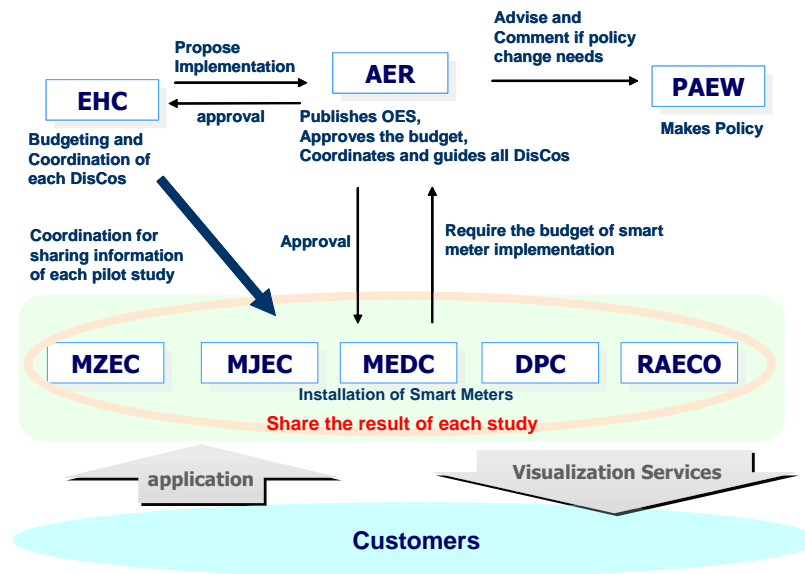 Propose
Implementation
Advise and
Comment if policy
change needs
EHC
AER
PAEW
approval
Budgeting and
Coordination of
each DisCos
Publishes OES,
Approves the budget,
Coordinates and guides all DisCos
Makes Policy
Coordination for
sharing information
of each pilot study
Approval
Require the budget of smart
meter implementation
MZEC
MJEC
MEDC
DPC
RAECO
Installation of Smart Meters
Share the result of each study
application
Visualization Services
Customers